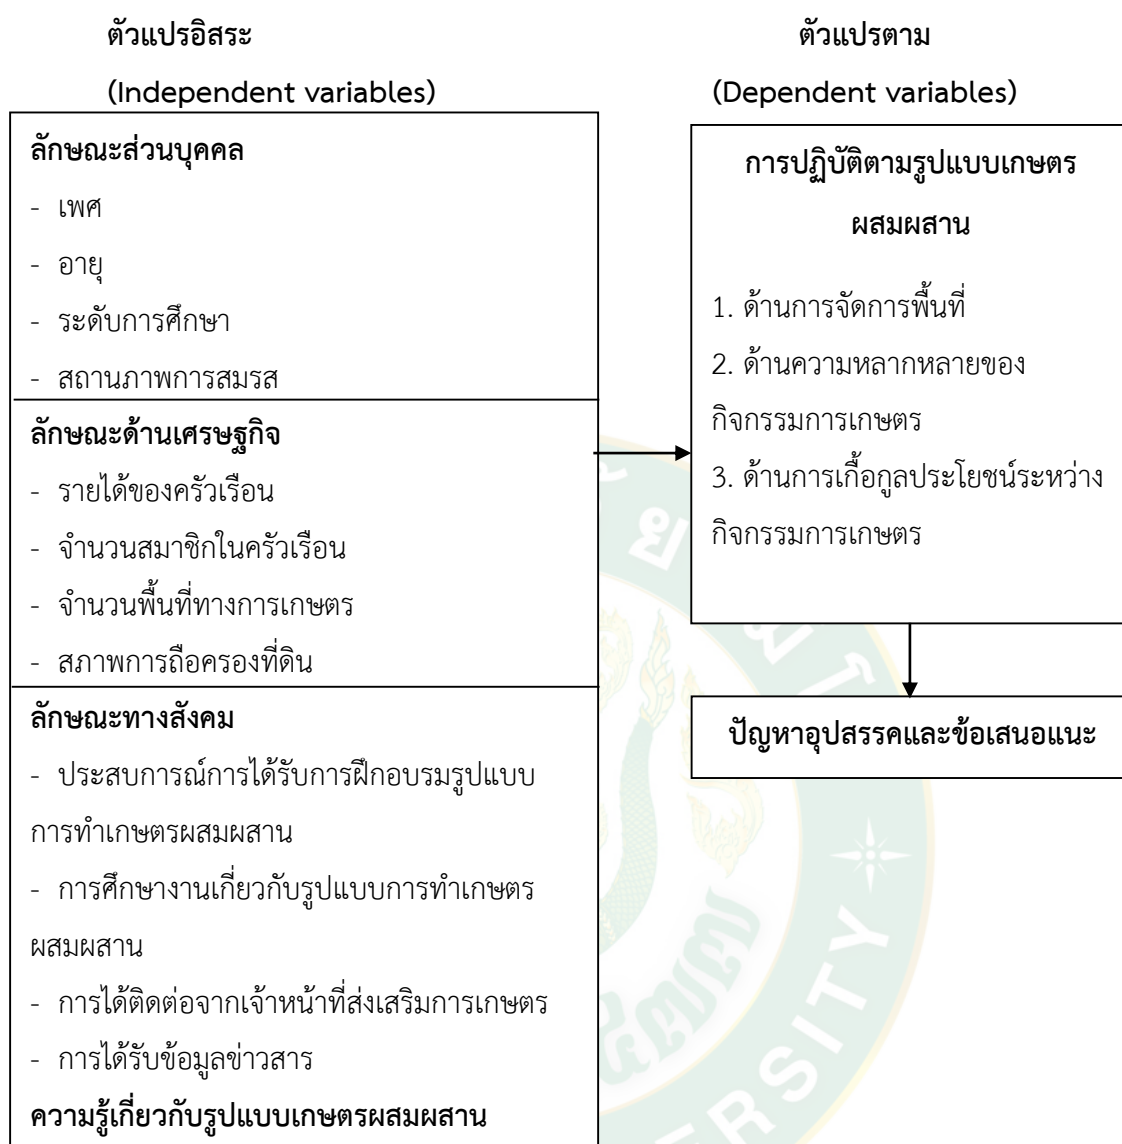 ตัวแปรอิสระ
(Independent variables)
ลักษณะส่วนบุคคล
- เพศ
- อายุ
- ระดับการศึกษา
- สถานภาพการสมรส
ลักษณะด้านเศรษฐกิจ
- รายได้ของครัวเรือน
- จำนวนสมาชิกในครัวเรือน
- จำนวนพื้นที่ทางการเกษตร
- สภาพการถือครองที่ดิน
ลักษณะทางสังคม
- ประสบการณ์การได้รับการฝึกอบรมรูปแบบ
การทำเกษตรผสมผสาน
- การศึกษางานเกี่ยวกับรูปแบบการทำเกษตร
ผสมผสาน
- การได้ติดต่อจากเจ้าหน้าที่ส่งเสริมการเกษตร
- การได้รับข้อมูลข่าวสาร
ความรู้เกี่ยวกับรูปแบบเกษตรผสมผสาน
ตัวแปรตาม
(Dependent variables)
การปฏิบัติตามรูปแบบเกษตร
ผสมผสาน
1. ด้านการจัดการพื้นที่
2. ด้านความหลากหลายของ
กิจกรรมการเกษตร
3. ด้านการเกื้อกูลประโยชน์ระหว่าง
กิจกรรมการเกษตร
ปัญหาอุปสรรคและข้อเสนอแนะ